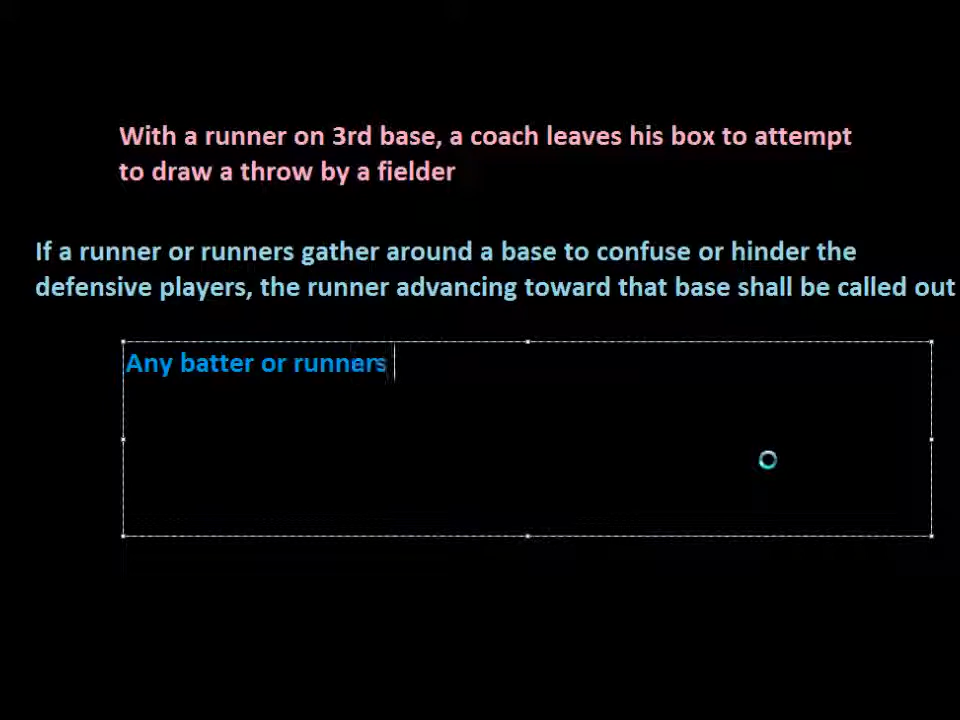 With a runner on 3rd base, a coach leaves his box to attempt
to draw a throw by a fielder
If a runner or runners gather around a base to confuse or hinder the
defensive players, the runner advancing toward that base shall be called out
Any batter or runners